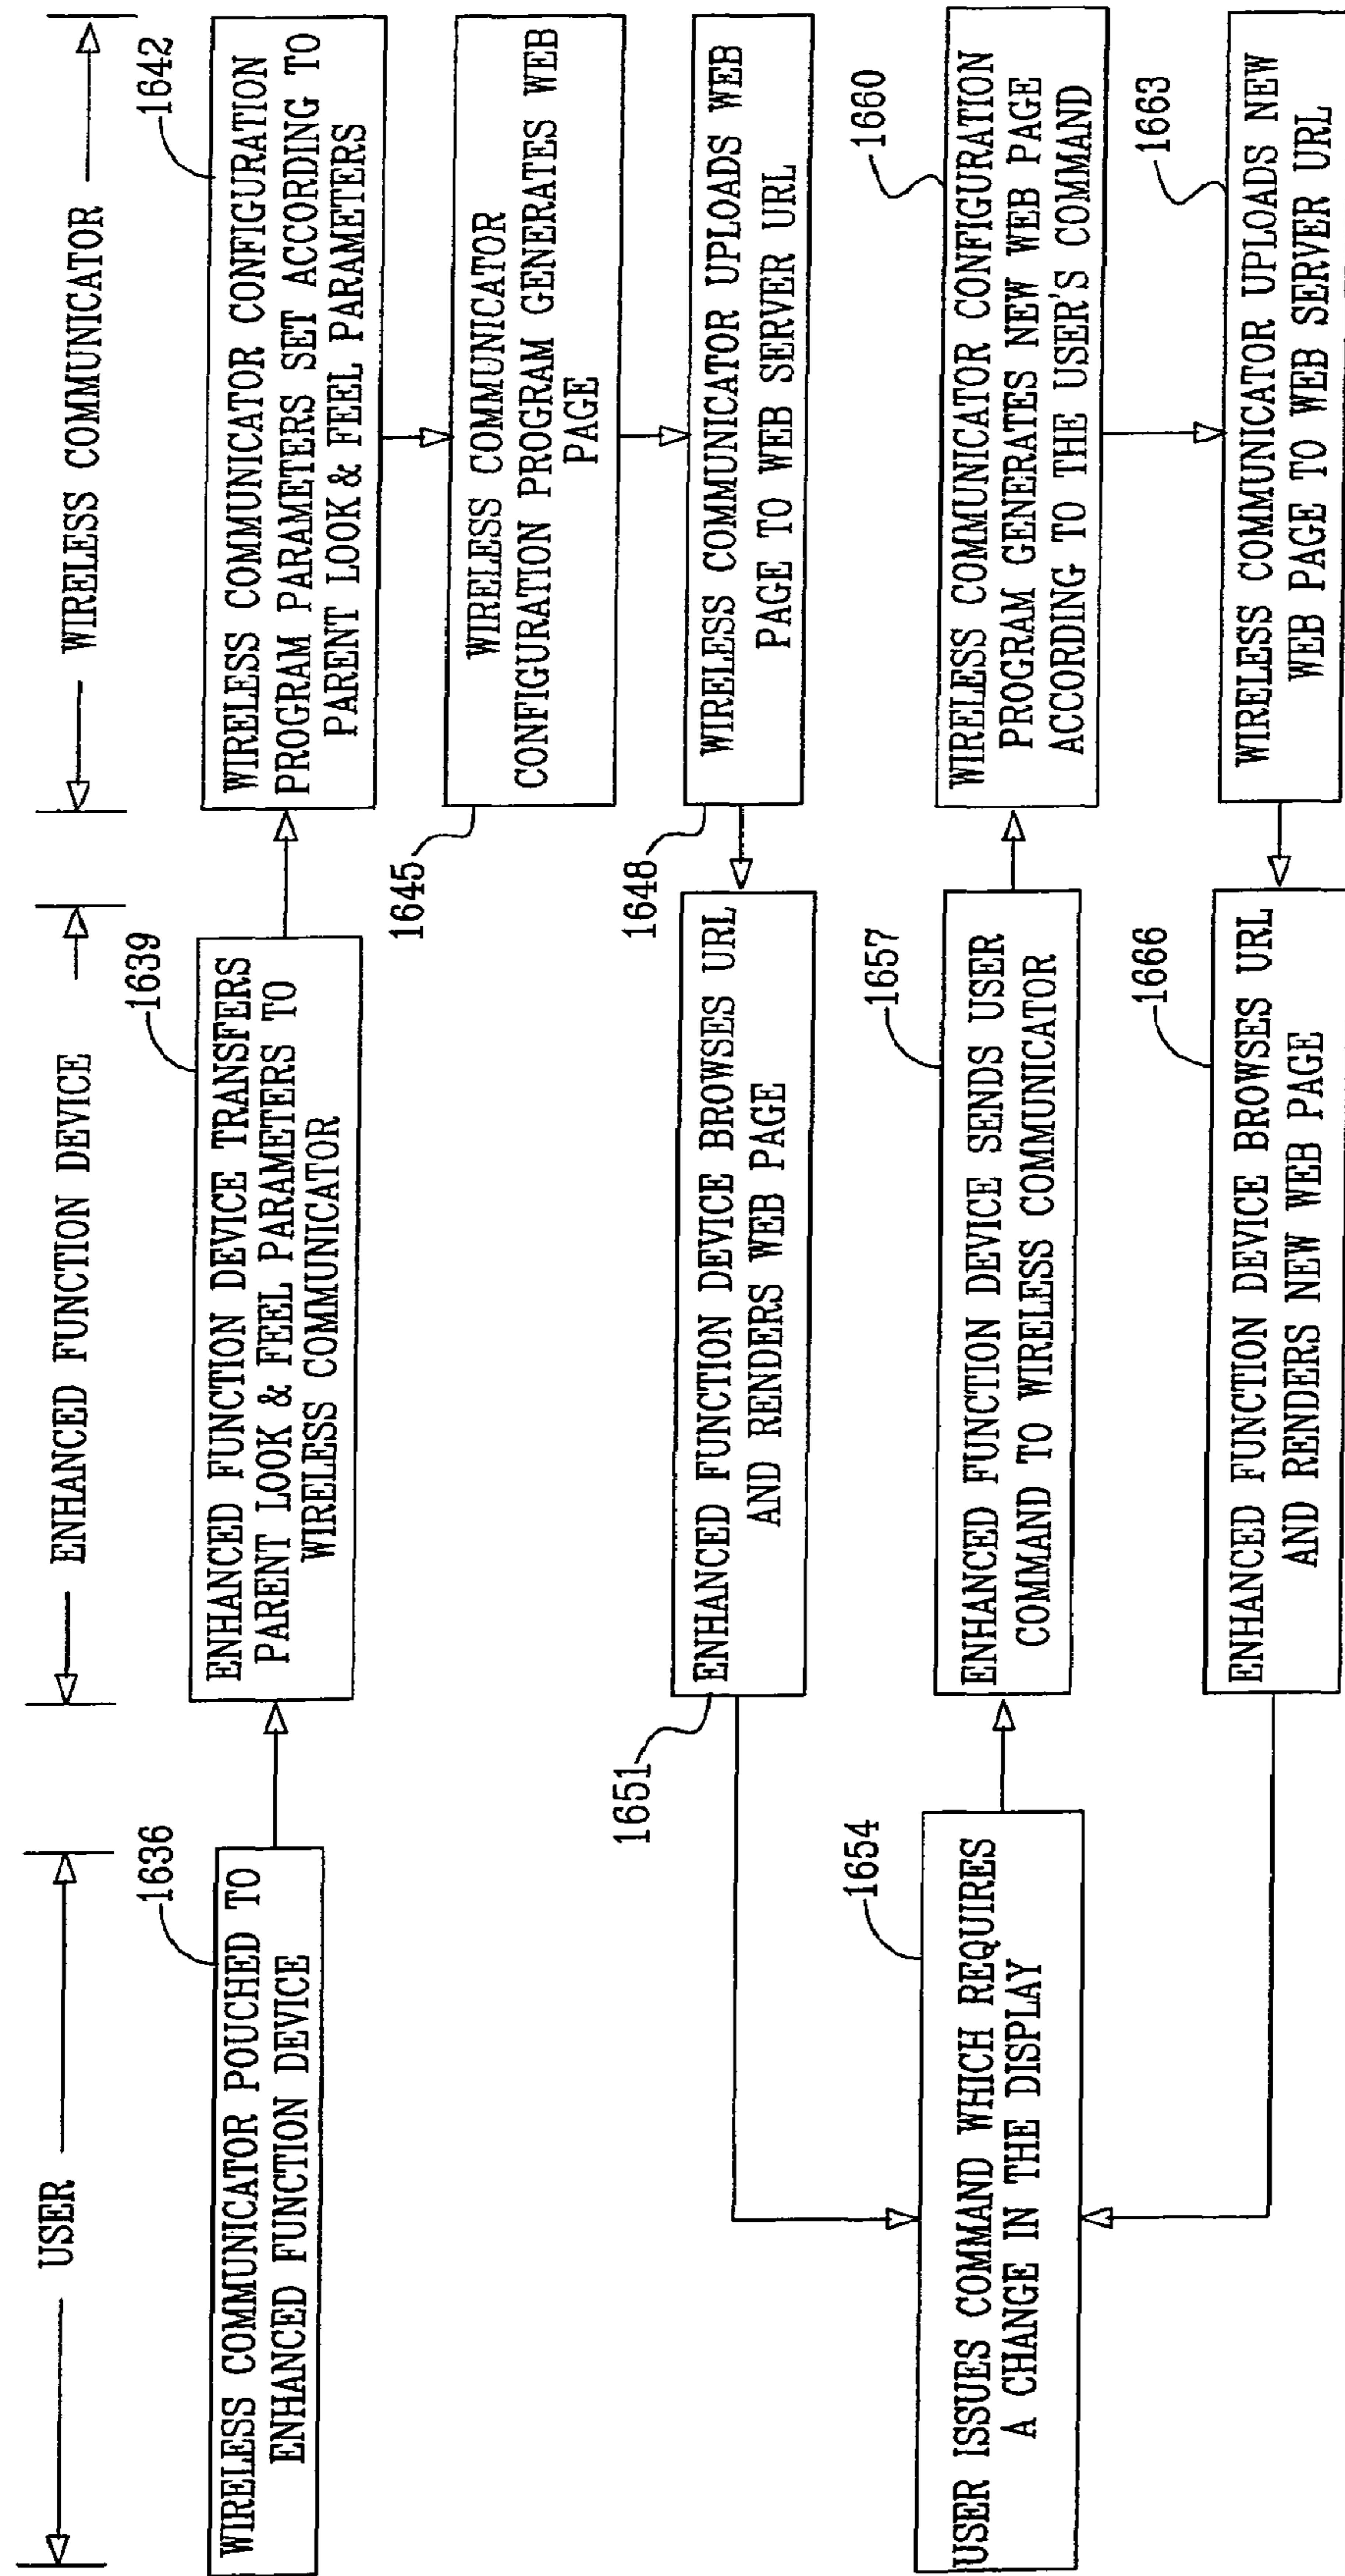 USER
ENHANCED FUNCTION DEVICE
WIRELESS COMMUNICATOR
1636
WIRELESS COMMUNICATOR POUCHED TO
ENHANCED FUNCTION DEVICE
1639
ENHANCED FUNCTION DEVICE TRANSFERS
PARENT LOOK & FEEL PARAMETERS TO
WIRELESS COMMUNICATOR
1642
WIRELESS COMMUNICATOR CONFIGURATION
PROGRAM PARAMETERS SET ACCORDING TO
PARENT LOOK & FEEL PARAMETERS
1645
WIRELESS COMMUNICATOR
CONFIGURATION PROGRAM GENERATES WEB
PAGE
1648
WIRELESS COMMUNICATOR UPLOADS WEB
PAGE TO WEB SERVER URL
1651
ENHANCED FUNCTION DEVICE BROWSES URL
AND RENDERS WEB PAGE
1654
USER ISSUES COMMAND WHICH REQUIRES
A CHANGE IN THE DISPLAY
1657
ENHANCED FUNCTION DEVICE SENDS USER
COMMAND TO WIRELESS COMMUNICATOR
1660
WIRELESS COMMUNICATOR CONFIGURATION
PROGRAM GENERATES NEW WEB PAGE
ACCORDING TO THE USER'S COMMAND
1663
WIRELESS COMMUNICATOR UPLOADS NEW
WEB PAGE TO WEB SERVER URL
1666
ENHANCED FUNCTION DEVICE BROWSES URL
AND RENDERS NEW WEB PAGE